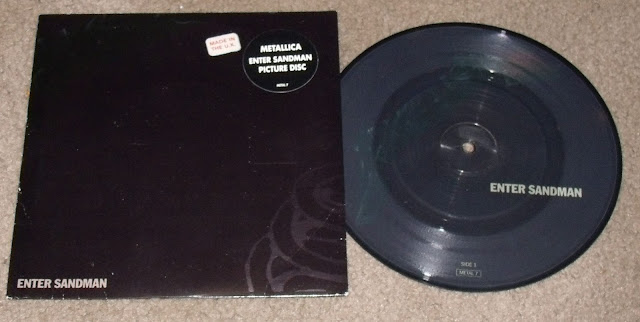 MADE IN
THE U.K.
METALLICA
ENTER SANDMAN
PICTURE DISC
METAL 7
ENTER SANDMAN
ENTER SANDMAN
SIDE 1
METAL 7